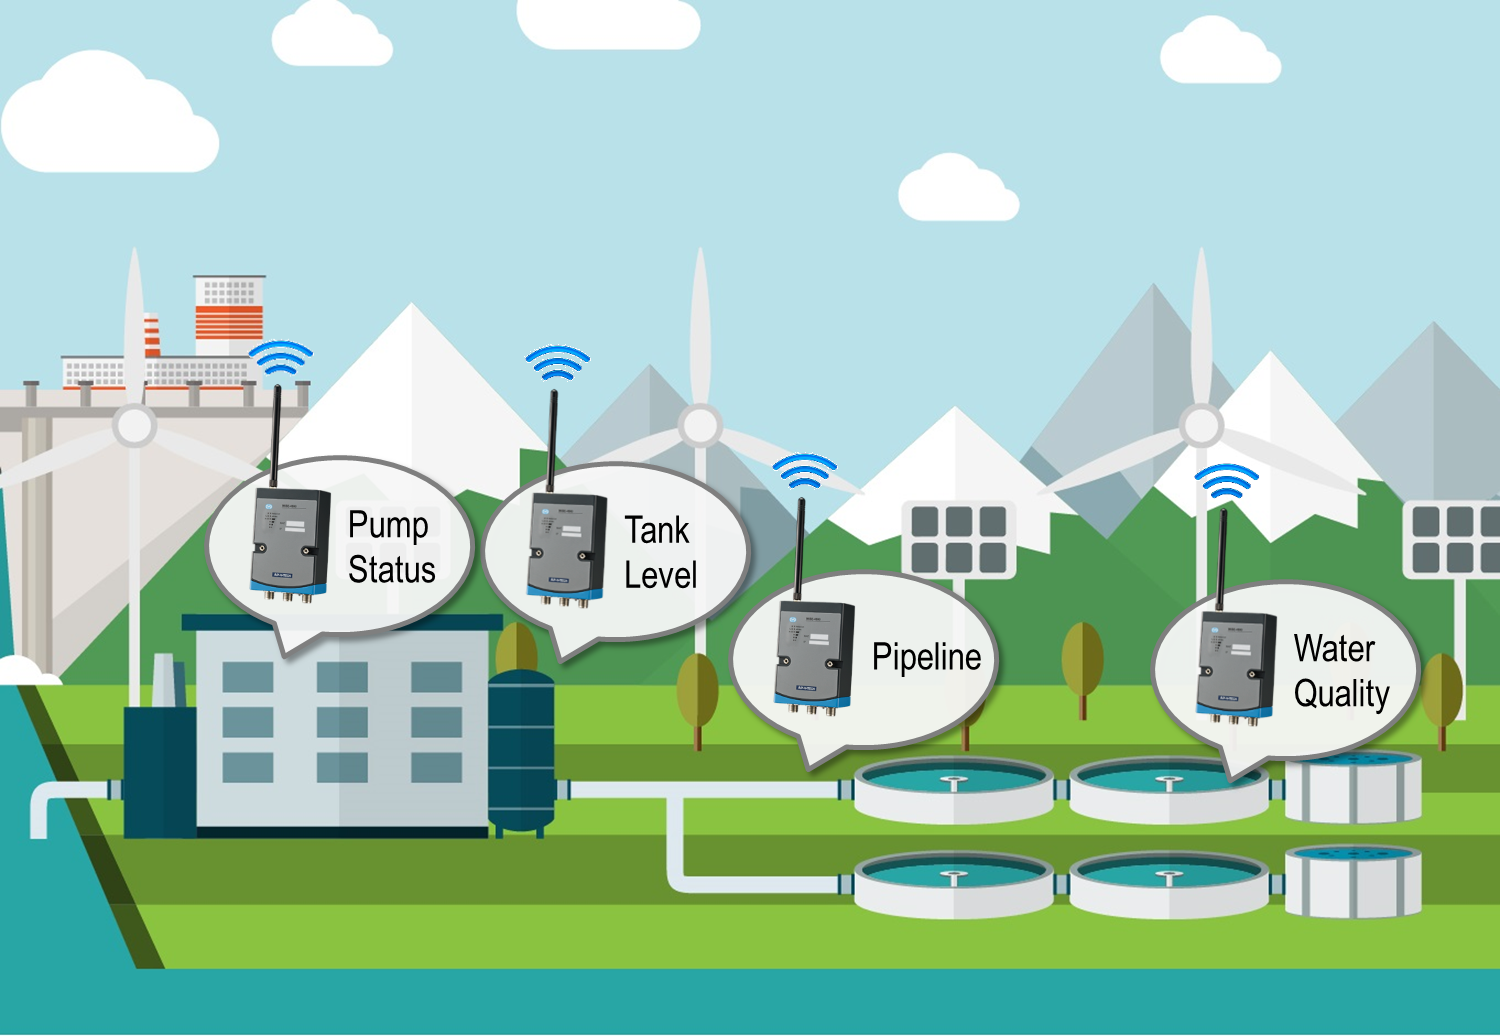 Pump
Status
Tank
Level
Pipeline
Water
Quality